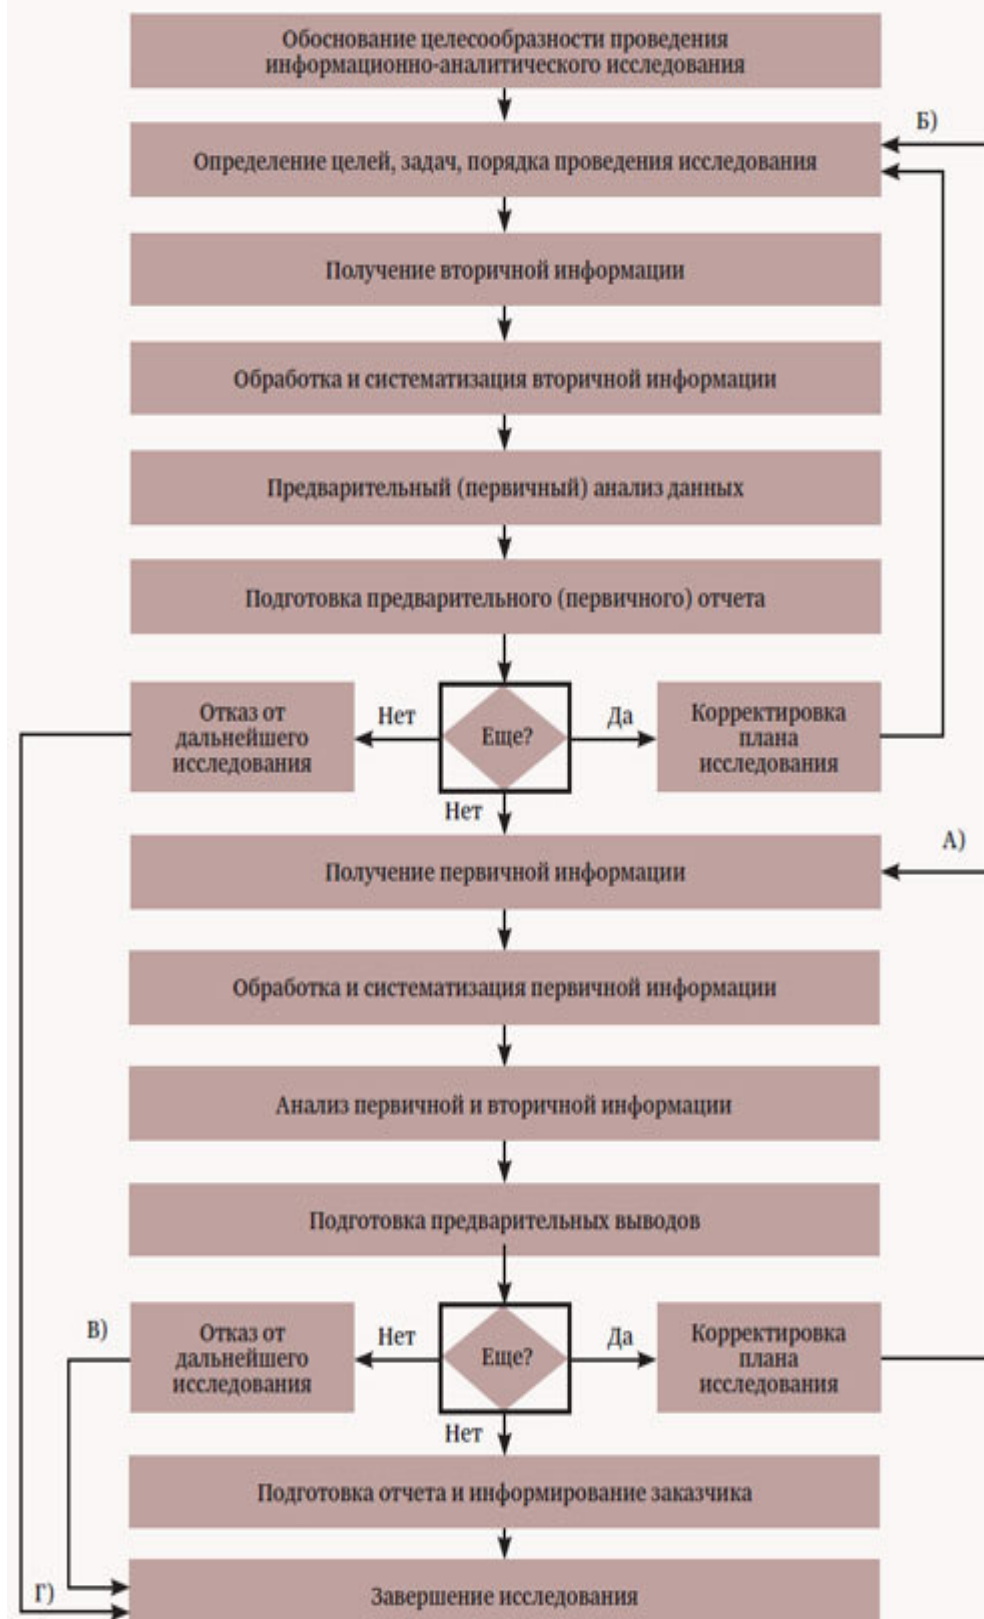 Обоснование целесообразности проведения
информационно-аналитического исследования
Б)
Определение целей, задач, порядка проведения исследования
Получение вторичной информации
Обработка и систематизация вторичной информации
Предварительный (первичный) анализ данных
Подготовка предварительного (первичного) отчета
Отказ от
дальнейшего
исследования
Нет
Еще?
Да
Корректировка
плана
исследования
Нет
А)
Получение первичной информации
Обработка и систематизация первичной информации
Анализ первичной и вторичной информации
Подготовка предварительных выводов
В)
Отказ от
дальнейшего
исследования
Нет
Еще?
Да
Корректировка
плана
исследования
Нет
Подготовка отчета и информирование заказчика
Г)
Завершение исследования